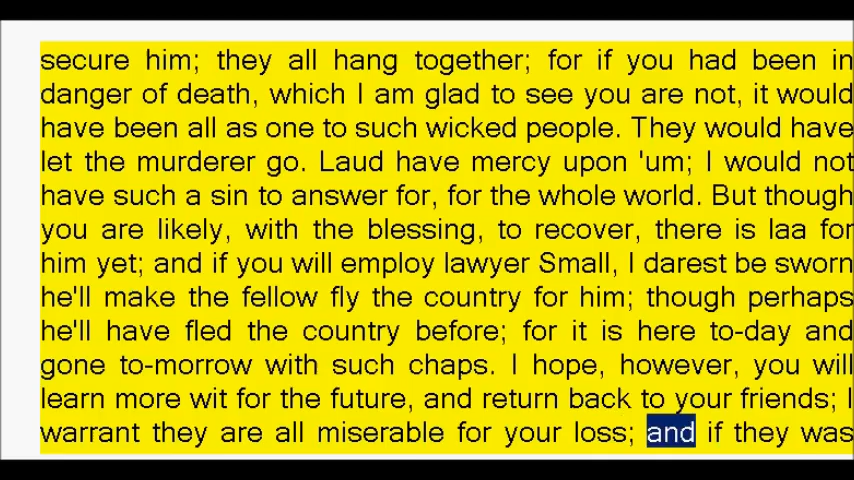 secure him; they all hang together; for if you had been in
danger of death, which I am glad to see you are not, it would
have been all as one to such wicked people. They would have
let the murderer go. Laud have mercy upon 'um; I would not
have such a sin to answer for, for the whole world. But though
you are likely, with the blessing, to recover, there is laa for
him yet; and if you will employ lawyer Small, I darest be sworn
he'll make the fellow fly the country for him; though perhaps
he'll have fled the country before; for it is here to-day and
gone to-morrow with such chaps. I hope, however, you will
learn more wit for the future, and return back to your friends; I
warrant they are all miserable for your loss; and if they was